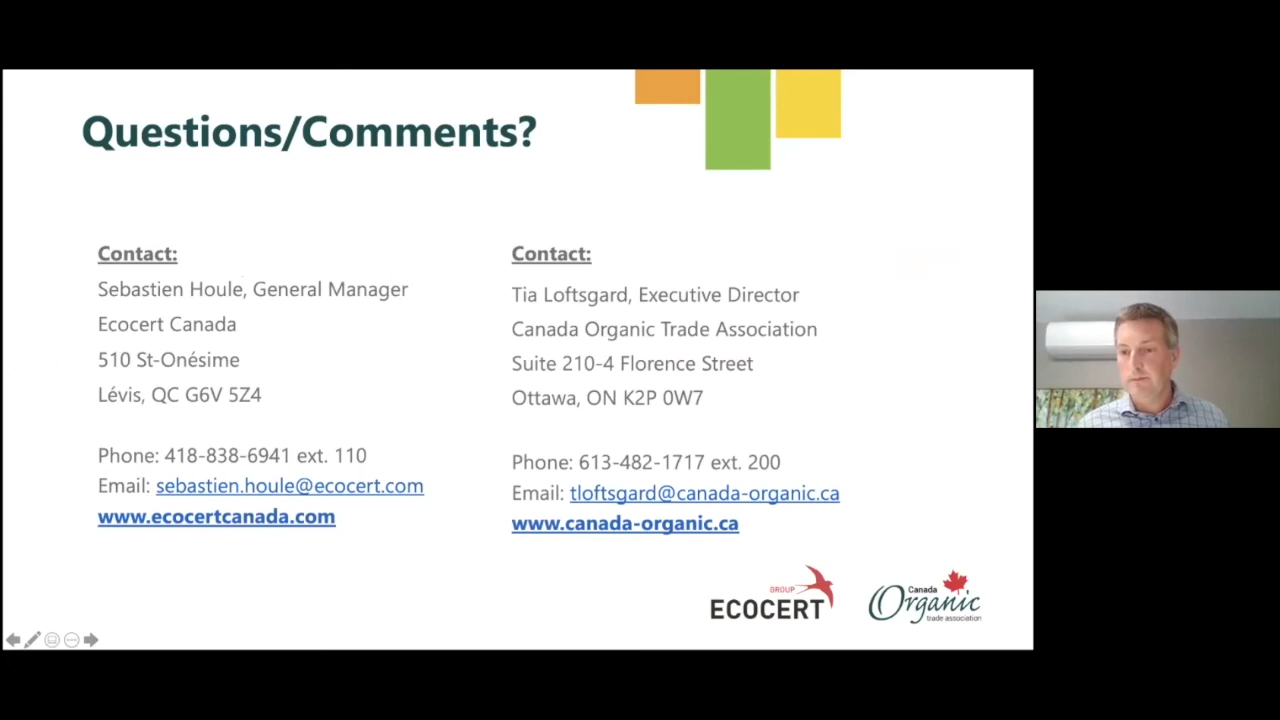 Questions/Comments?
Contact:
Sebastien Houle, General Manager
Ecocert Canada
510 St-Onésime
Lévis, QC G6V 5Z4
Phone: 418-838-6941 ext. 110
Email: sebastien.houle@ecocert.com
www.ecocertcanada.com
Contact:
Tia Loftsgard, Executive Director
Canada Organic Trade Association
Suite 210-4 Florence Street
Ottawa, ON K2P 0W7
Phone: 613-482-1717 ext. 200
Email: tloftsgard@canada-organic.ca
www.canada-organic.ca
GROUP
ECOCERT
Canada
Organic
trade association